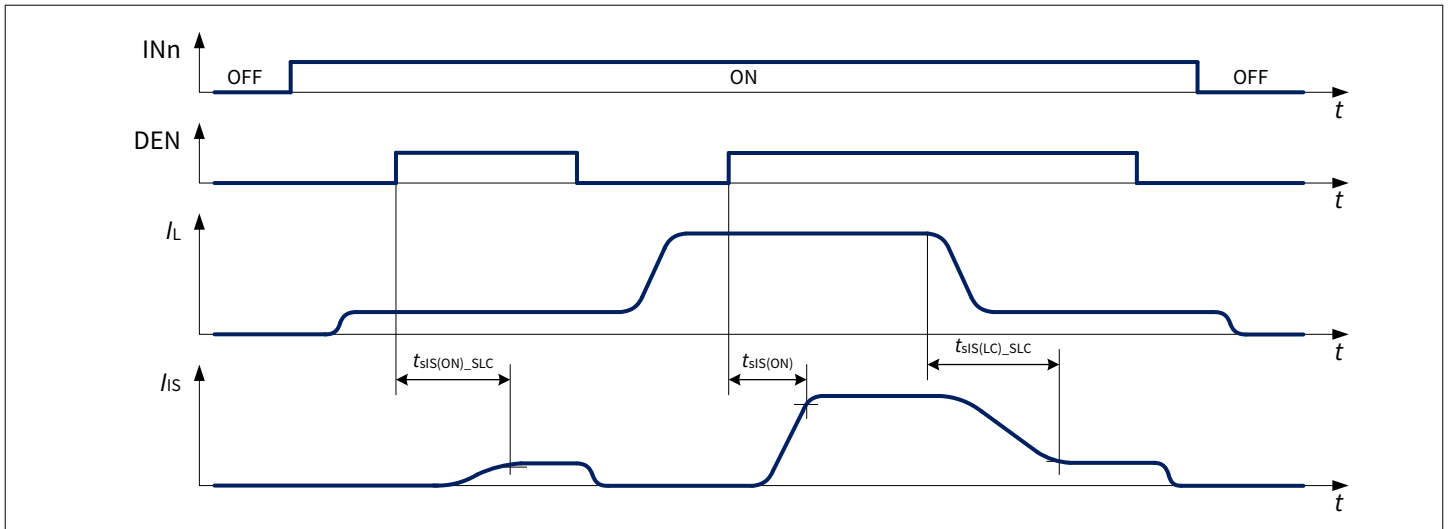 INn
OFF
ON
OFF
t
DEN
t
IL
t
tsIS(ON)_SLC
tsIS(ON)
tsIS(LC)_SLC
IIS
t